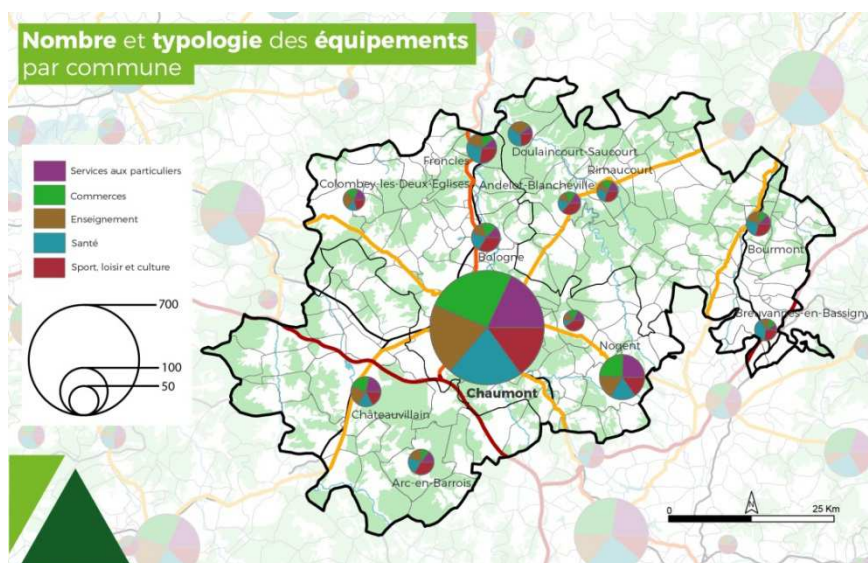 Nombre et typologie des équipements
par commune
Services aux particuliers
Commerces
Enseignement
Santé
Sport, loisir et culture
700
100
50
Froncles
Doulaincourt-Saucourt
Colombey-les-Deux-Eglises
Andelot-Blancheville
Rimaucourt
Bologne
Bourmont
Breuvannes-en-Bassigny
Nogent
Chaumont
Châteauvillain
Arc-en-Barrois
N
0
25 Km